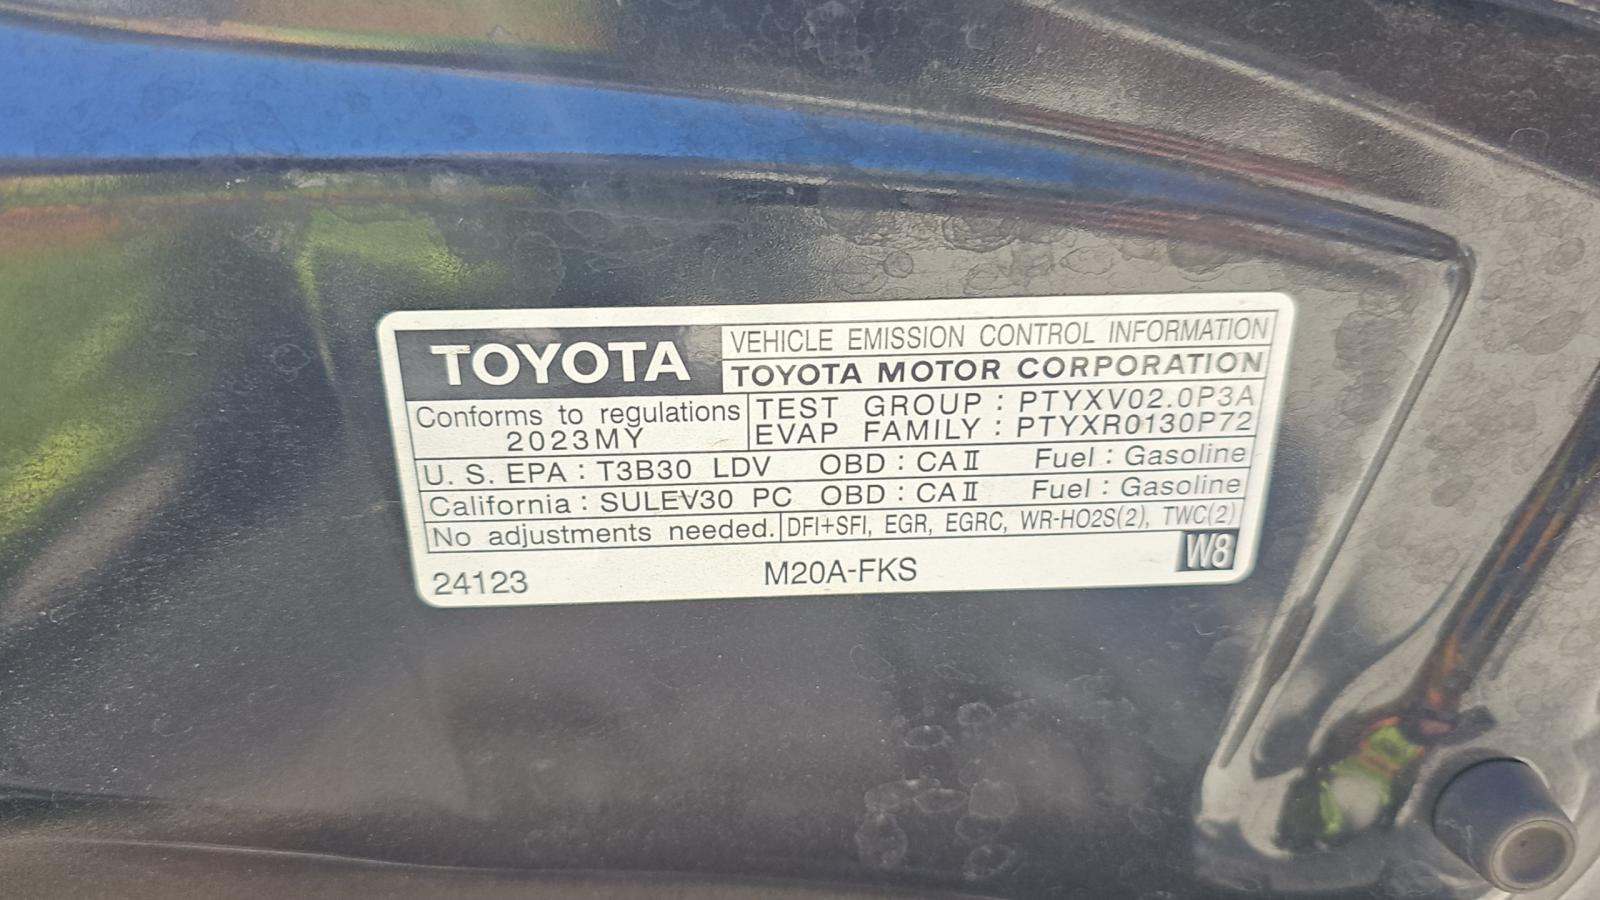 TOYOTA
VEHICLE EMISSION CONTROL INFORMATION
TOYOTA MOTOR CORPORATION
Conforms to regulations
2023MY
TEST GROUP : PTYXV02.0P3A
EVAP FAMILY : PTYXR0130P72
U. S. EPA : T3B30 LDV OBD : CAⅡ Fuel : Gasoline
California : SULEV30 PC OBD : CAⅡ Fuel : Gasoline
No adjustments needed. DFI+SFI, EGR, EGRC, WR-HO2S(2), TWC(2)
24123 M20A-FKS W8